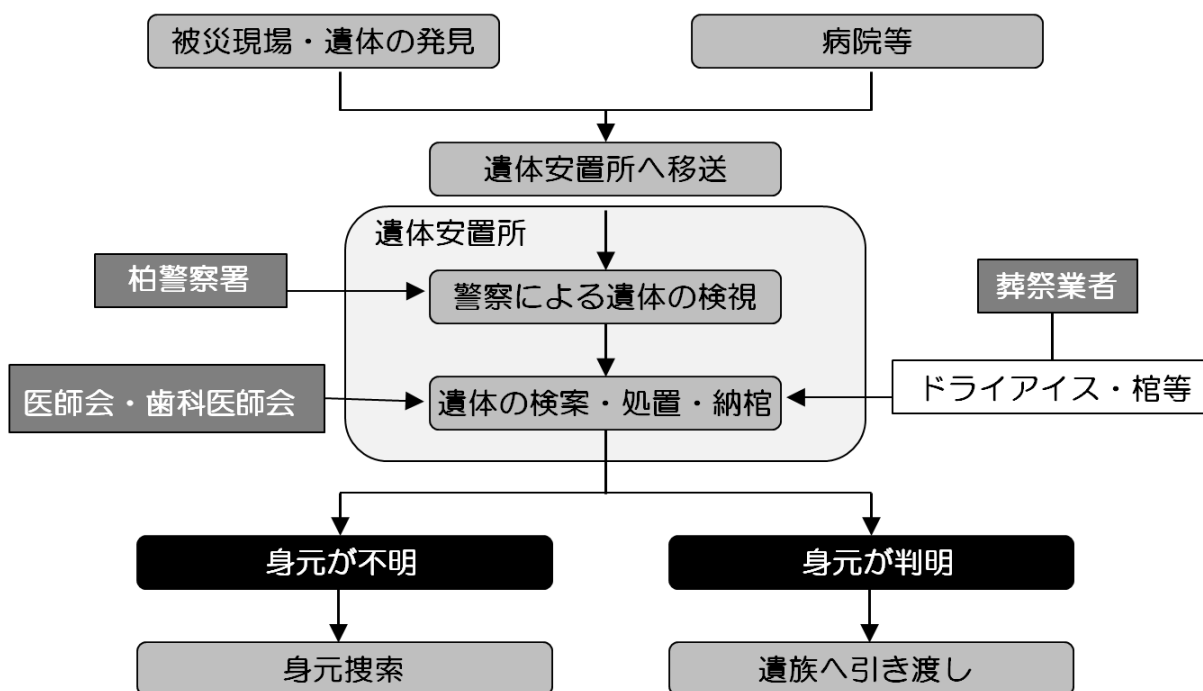 被災現場・遺体の発見
病院等
遺体安置所へ移送
遺体安置所
柏警察署
警察による遺体の検視
葬祭業者
医師会・歯科医師会
遺体の検案・処置・納棺
ドライアイス・棺等
身元が不明
身元が判明
身元捜索
遺族へ引き渡し